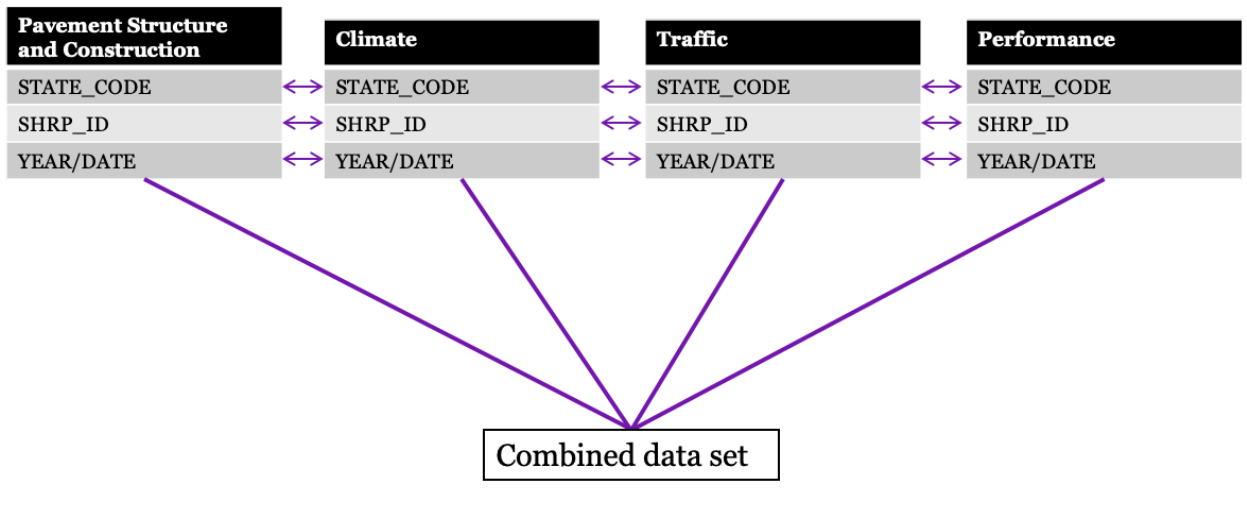 Pavement Structure
and Construction
STATE_CODE
SHRP_ID
YEAR/DATE
Climate
STATE_CODE
SHRP_ID
YEAR/DATE
Traffic
STATE_CODE
SHRP_ID
YEAR/DATE
Performance
STATE_CODE
SHRP_ID
YEAR/DATE
Combined data set